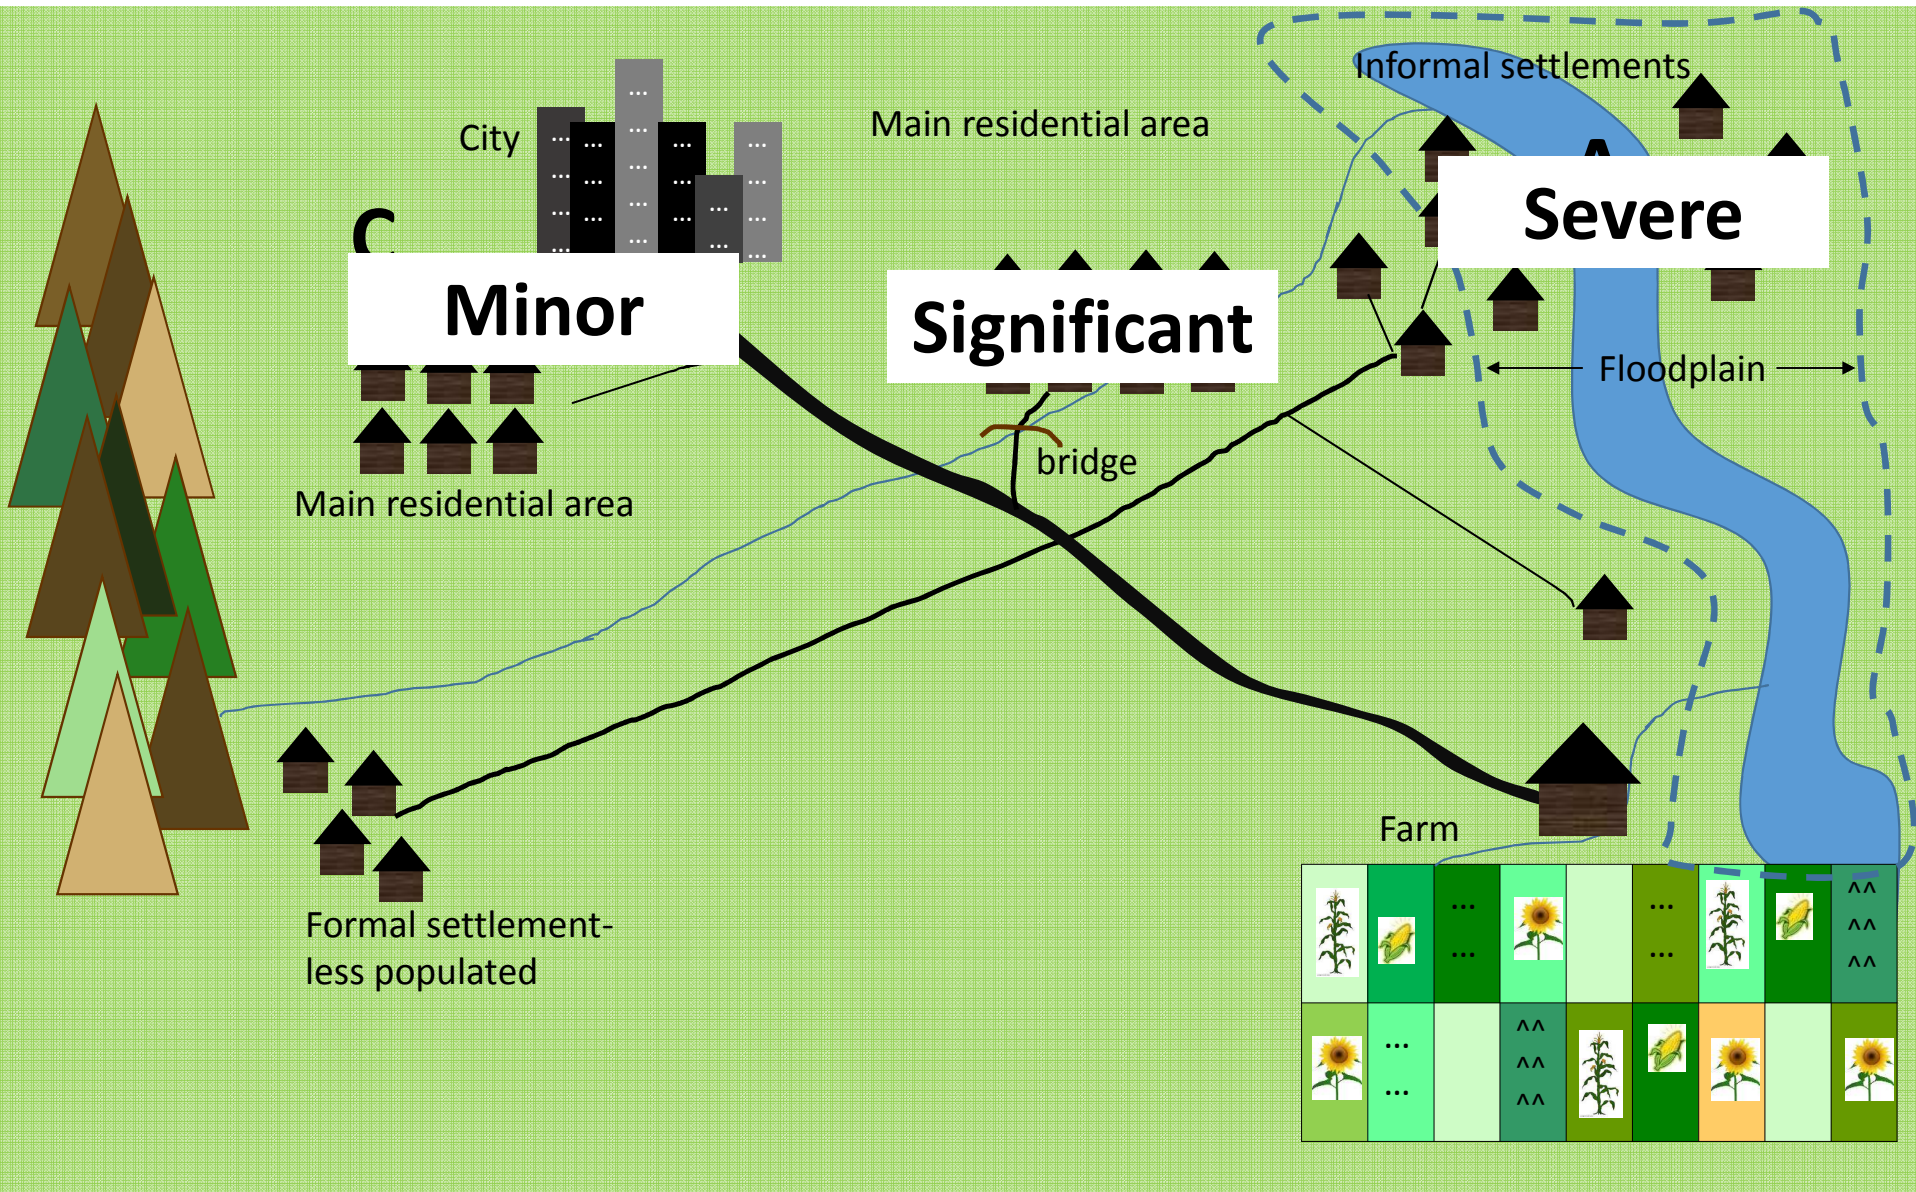 Informal settlements
Main residential area
City
A
Severe
C
Minor
Significant
Floodplain
bridge
Main residential area
Farm
Formal settlement-
less populated
... ... ^^
... ... ^^
^^
... ^^
... ^^
^^